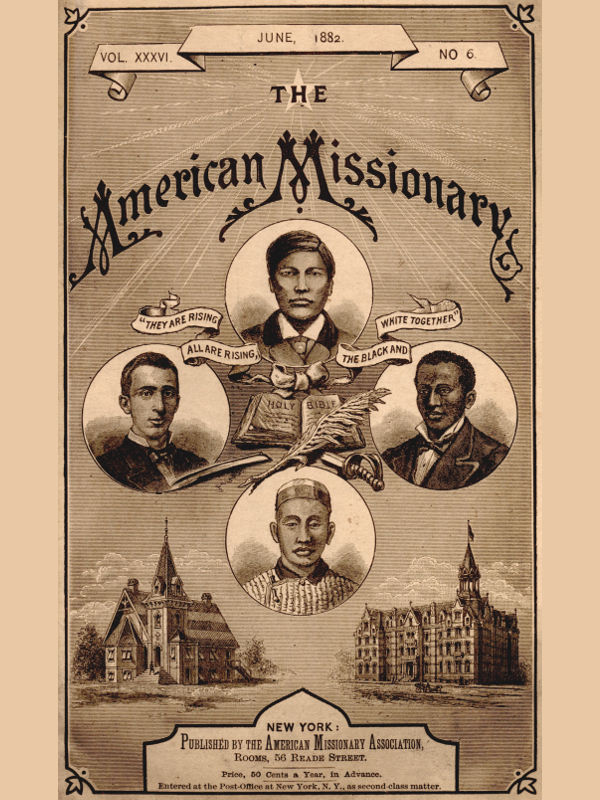 JUNE, 1882.
VOL. XXXVI.
NO 6.
THE
American Missionary
"THEY ARE RISING
ALL ARE RISING,
THE BLACK AND
WHITE TOGETHER"
HOLY BIBLE
NEW YORK:
PUBLISHED BY THE AMERICAN MISSIONARY ASSOCIATION,
ROOMS, 56 READE STREET.
Price, 50 Cents a Year, in Advance.
Entered at the Post-Office at New York, N. Y., as second-class matter.